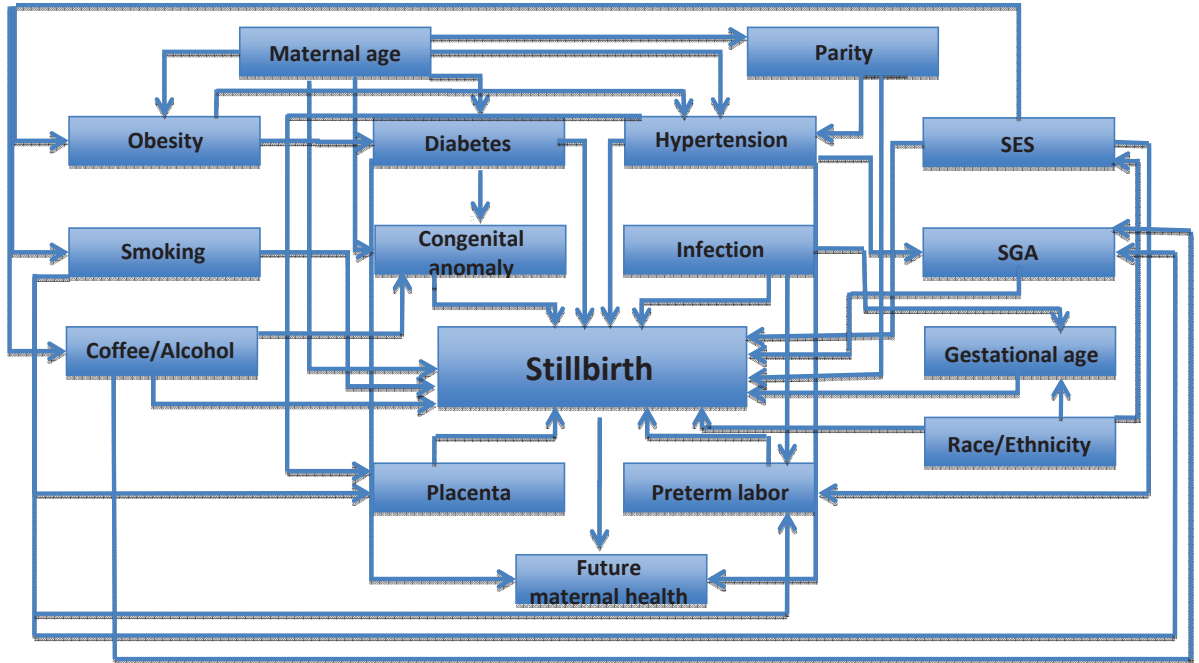 Maternal age
Parity
Obesity
Diabetes
Hypertension
SES
Smoking
Congenital
anomaly
Infection
SGA
Coffee/Alcohol
Stillbirth
Gestational age
Race/Ethnicity
Placenta
Preterm labor
Future
maternal health